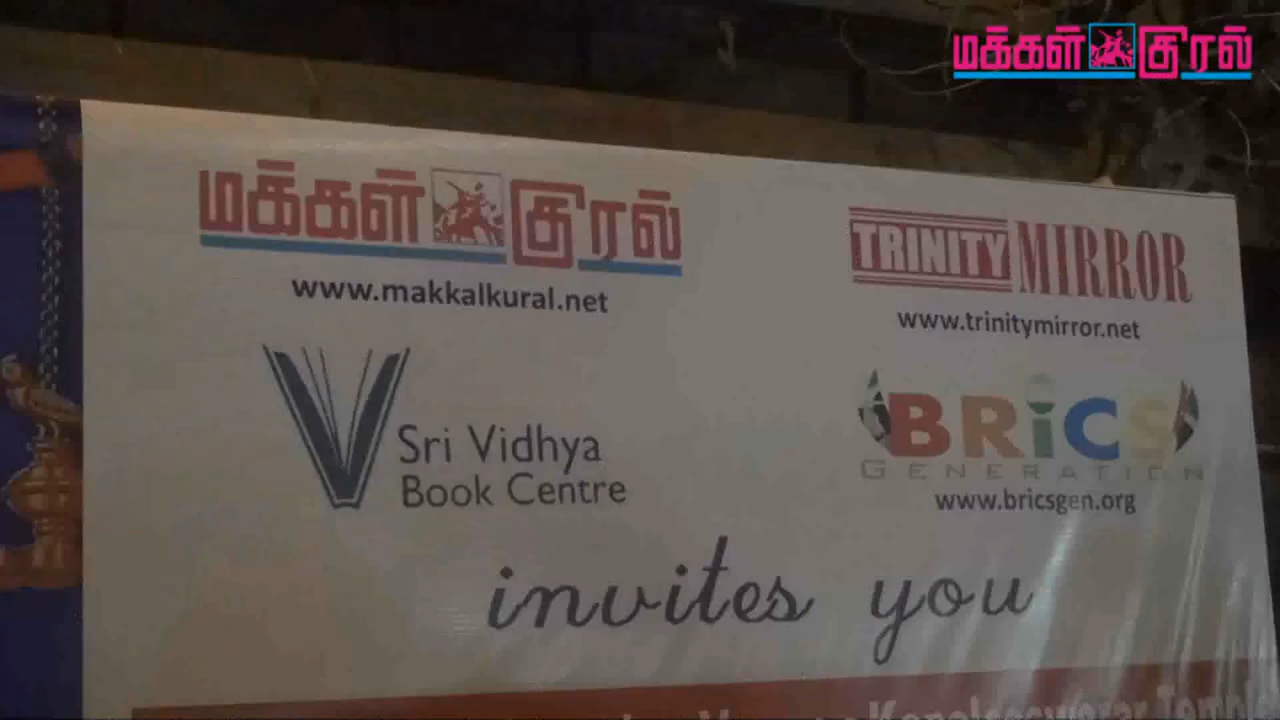 மக்கள் குரல்
மக்கள் குரல்
www.makkalkural.net
TRINITY MIRROR
www.trinitymirror.net
Sri Vidhya
Book Centre
BRiCS
GENERATION
www.bricsgen.org
invites you
Temple